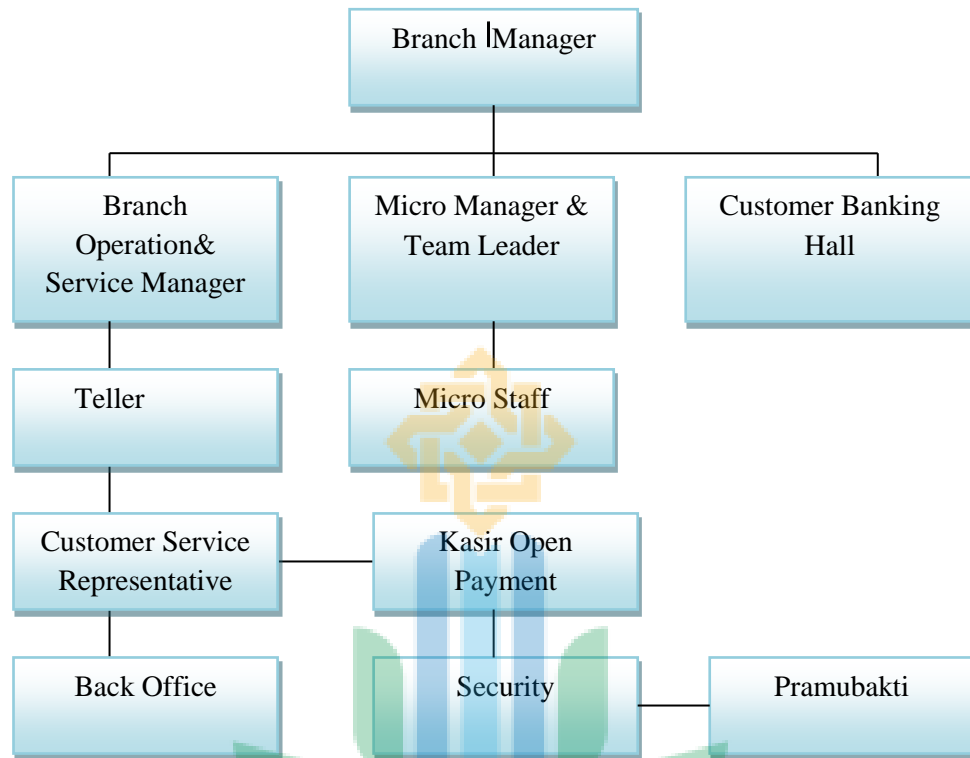 Branch Manager
Branch
Operation&
Service Manager
Micro Manager &
Team Leader
Customer Banking
Hall
Teller
Micro Staff
Customer Service
Representative
Kasir Open
Payment
Back Office
Security
Pramubakti